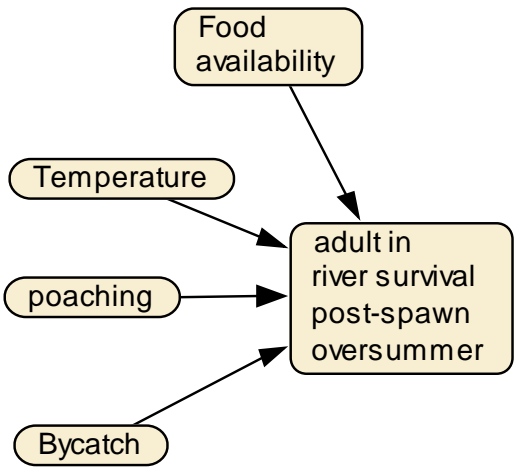 Food
availability
Temperature
adult in
river survival
post-spawn
oversummer
poaching
Bycatch